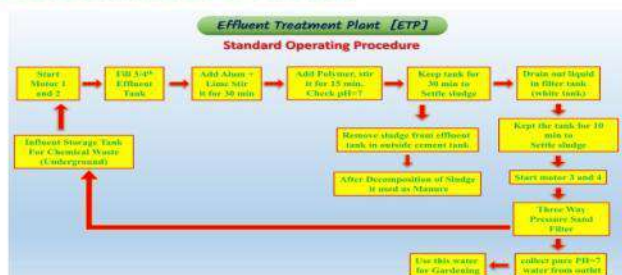 Effluent Treatment Plant [ETP]
Standard Operating Procedure
Start
Motor 1
and 2
Fill 3/4th
Effluent
Tank
Add Alum +
Lime Stir
it for 30 min
Add Polymer, stir
it for 15 min.
Check pH=7
Keep tank for
30 min to
Settle sludge
Drain out liquid
in filter tank
(white tank)
Influent Storage Tank
For Chemical Waste
(Underground)
Remove sludge from effluent
tank in outside cement tank
Kept the tank for 10
min to
Settle sludge
After Decomposition of Sludge
it used as Manure
Start motor 3 and 4
Three Way
Pressure Sand
Filter
Use this water
for Gardening
collect pure PH=7
water from outlet